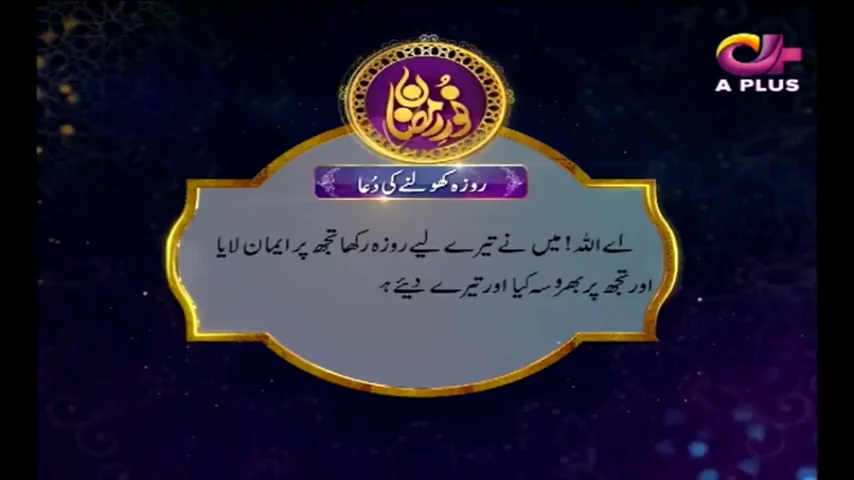 A PLUS
نور رمضان
روزہ کھولنے کی دُعا
اے اللہ! میں نے تیرے لیے روزہ رکھا تجھ پر ایمان لایا
اور تجھ پر بھروسہ کیا اور تیرے دیئے